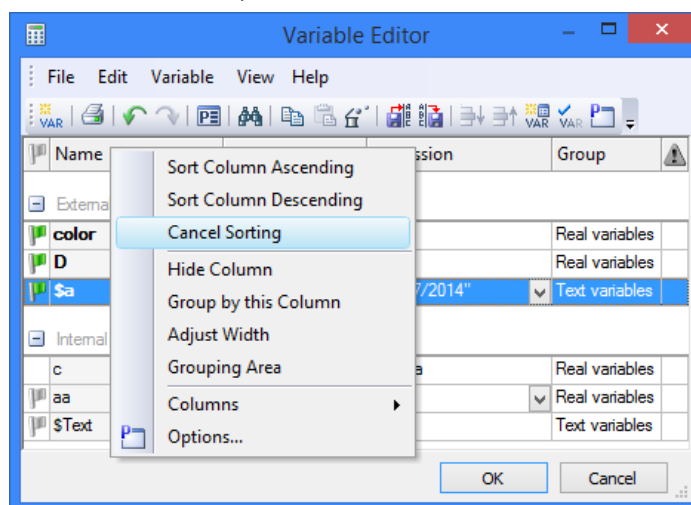 Variable Editor
File Edit Variable View Help
VAR PE VAR VAR P
Name ssion Group
Externa
color Real variables
D Real variables
$a 7/2014" Text variables
Internal
c a Real variables
aa Real variables
$Text Text variables
Sort Column Ascending
Sort Column Descending
Cancel Sorting
Hide Column
Group by this Column
Adjust Width
Grouping Area
Columns
P Options...
OK Cancel